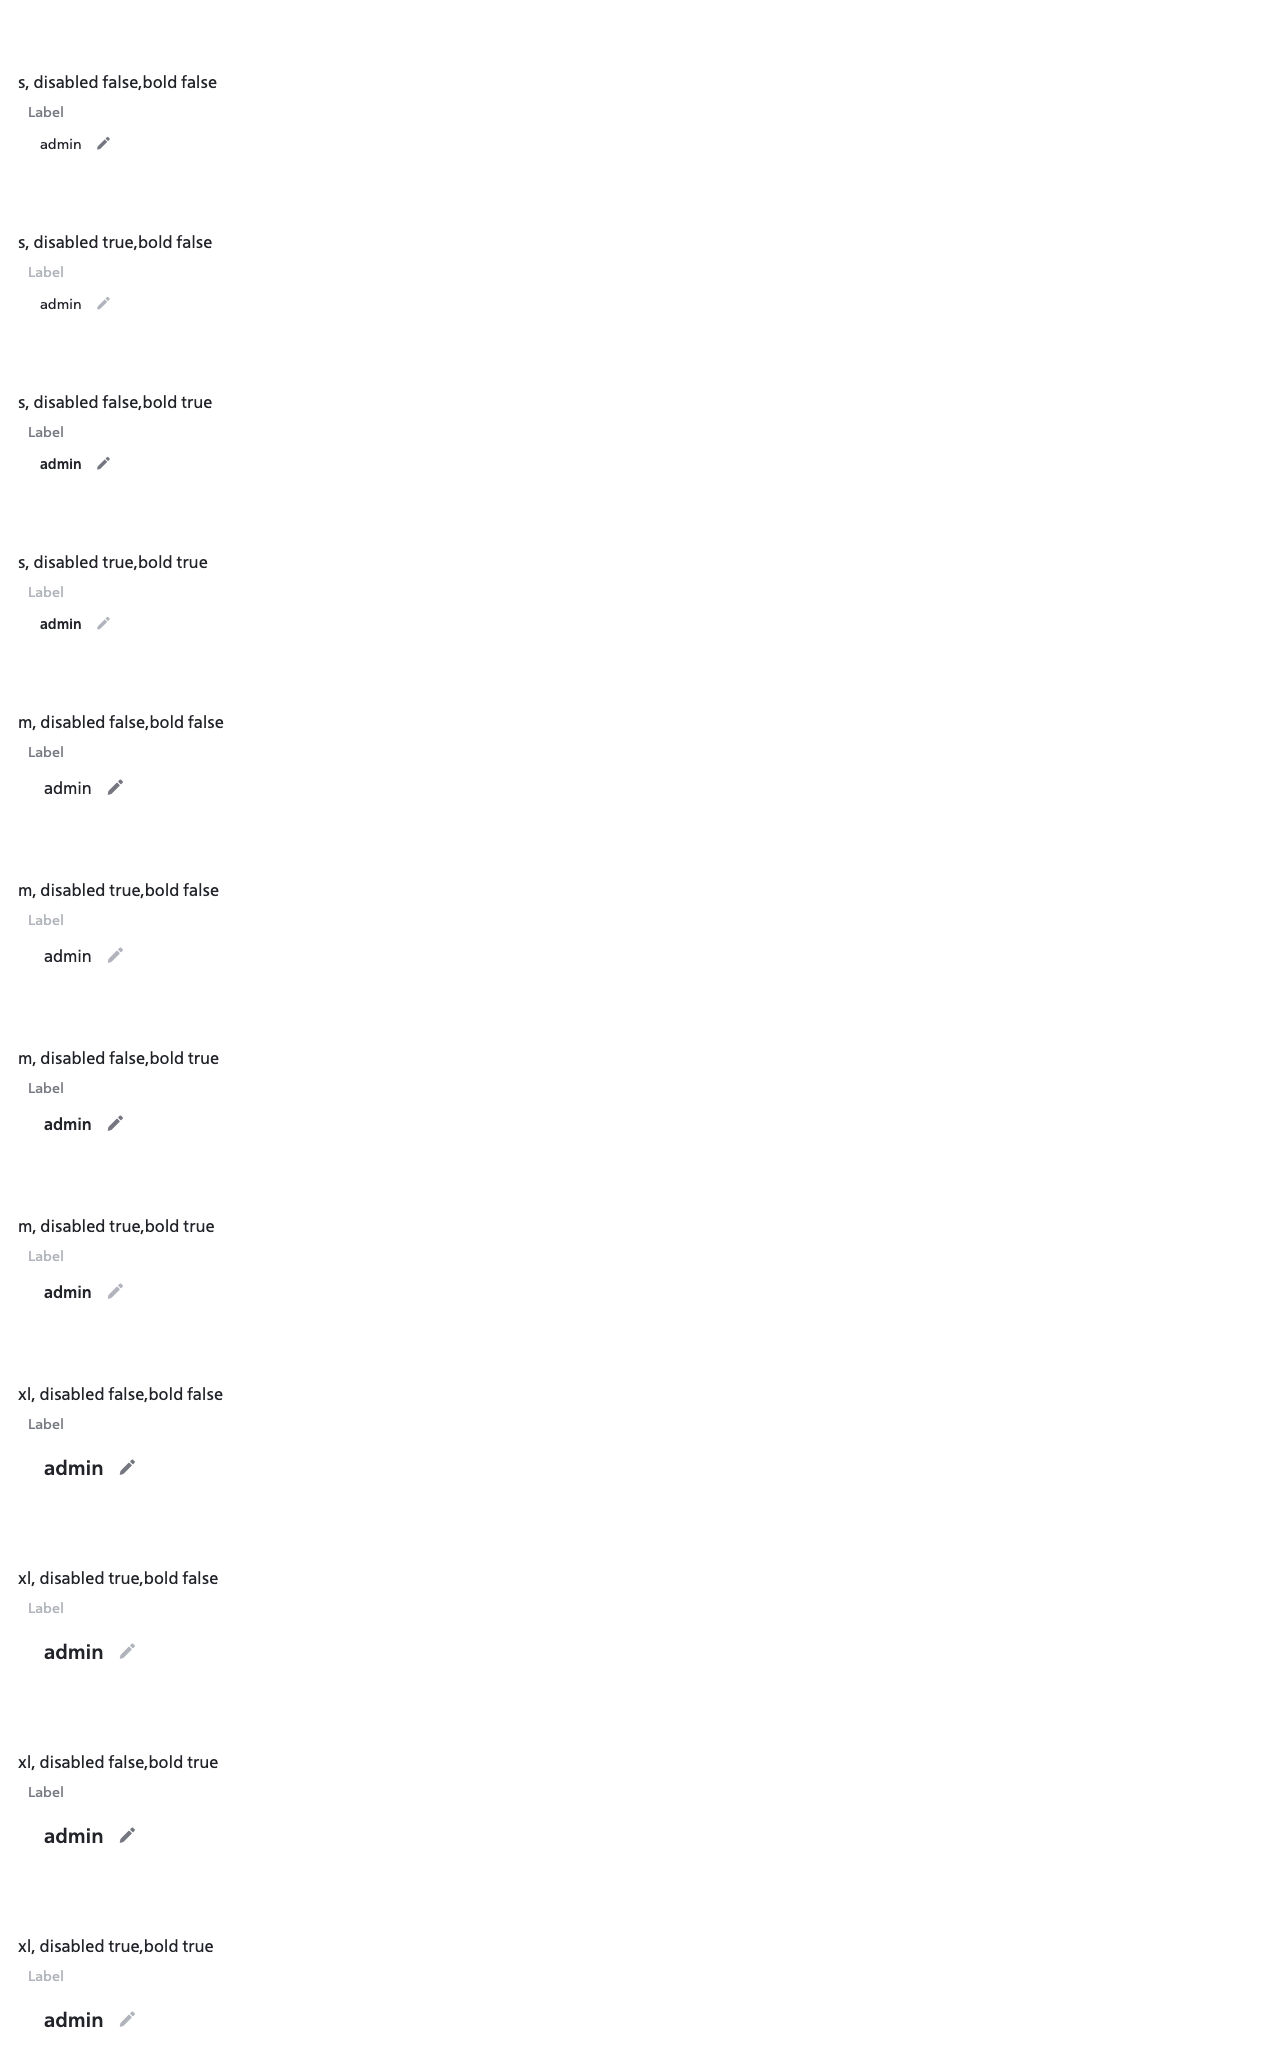 s, disabled false,bold false
Label
admin
s, disabled true,bold false
Label
admin
s, disabled false,bold true
Label
admin
s, disabled true,bold true
Label
admin
m, disabled false,bold false
Label
admin
m, disabled true,bold false
Label
admin
m, disabled false,bold true
Label
admin
m, disabled true,bold true
Label
admin
xl, disabled false,bold false
Label
admin
xl, disabled true,bold false
Label
admin
xl, disabled false,bold true
Label
admin
xl, disabled true,bold true
Label
admin